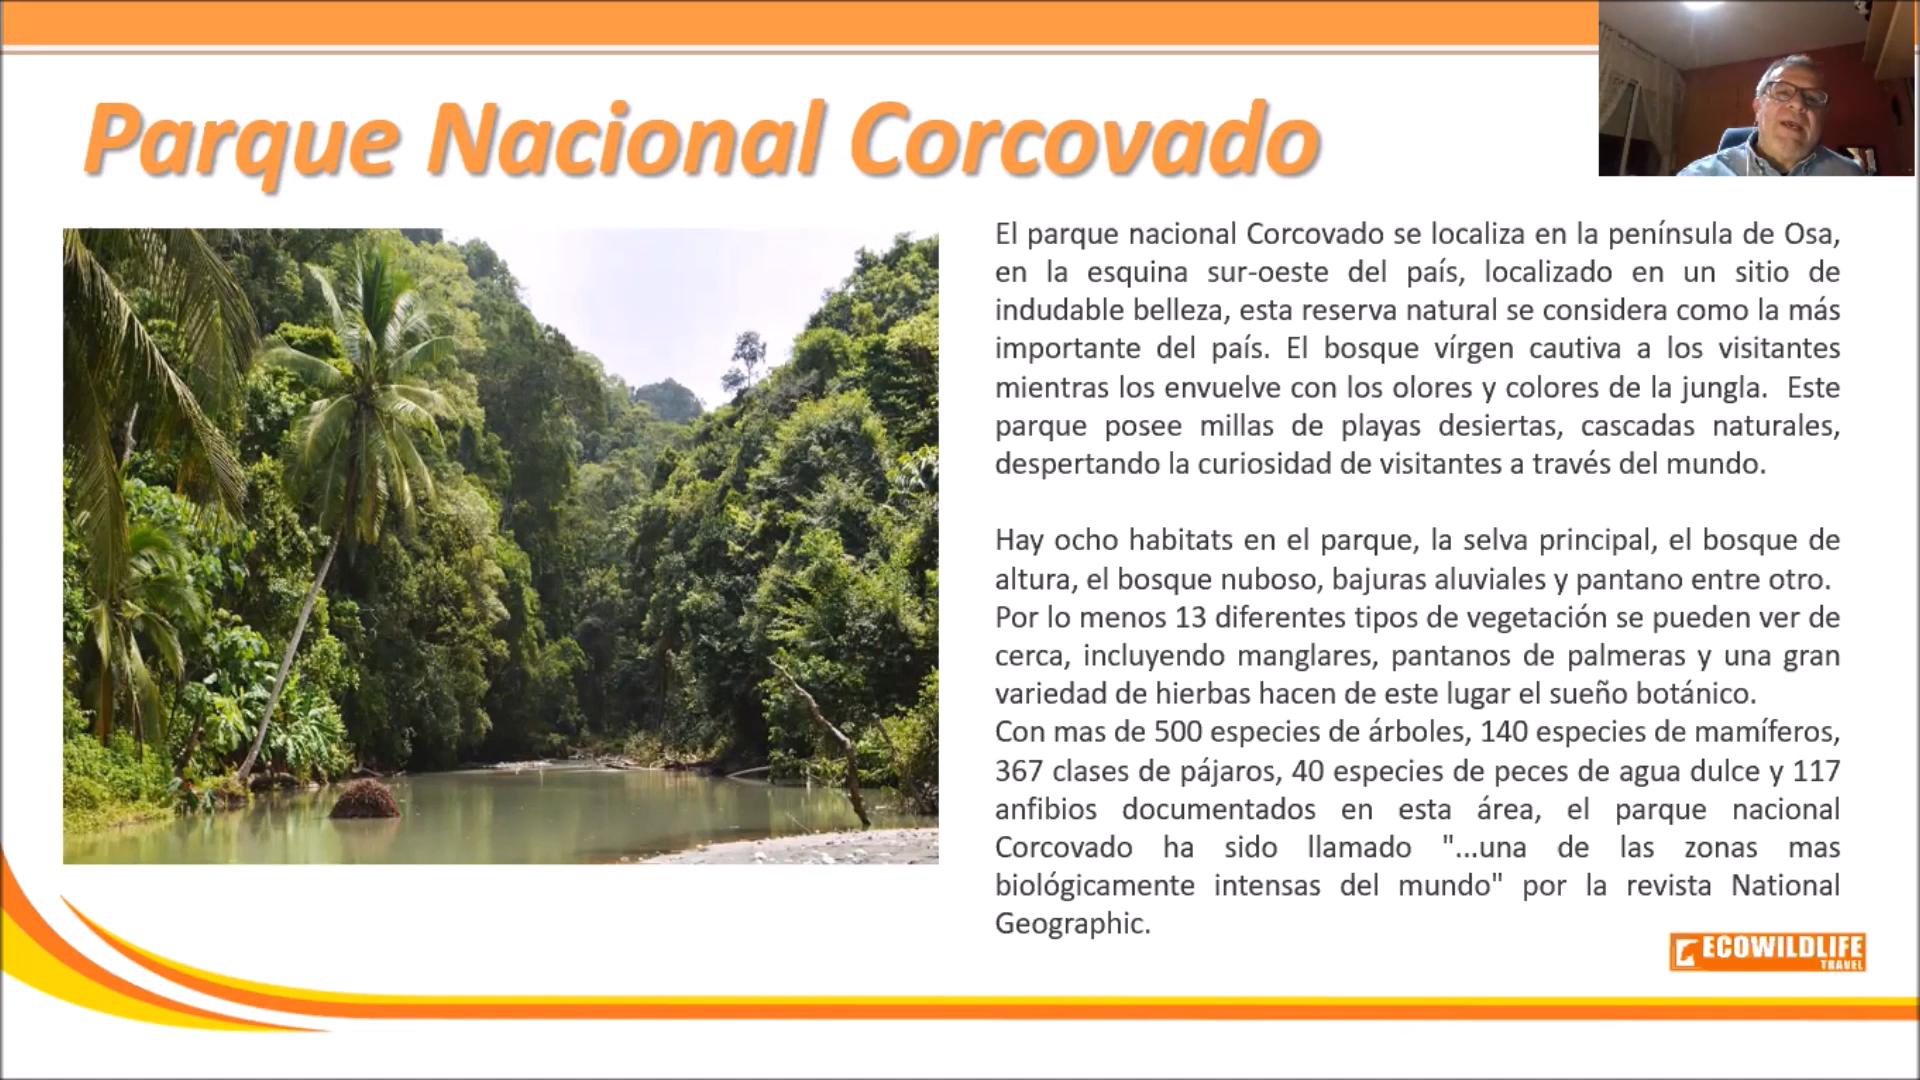 Parque Nacional Corcovado
El parque nacional Corcovado se localiza en la península de Osa,
en la esquina sur-oeste del país, localizado en un sitio de
indudable belleza, esta reserva natural se considera como la más
importante del país. El bosque vírgen cautiva a los visitantes
mientras los envuelve con los olores y colores de la jungla. Este
parque posee millas de playas desiertas, cascadas naturales,
despertando la curiosidad de visitantes a través del mundo.
Hay ocho habitats en el parque, la selva principal, el bosque de
altura, el bosque nuboso, bajuras aluviales y pantano entre otro.
Por lo menos 13 diferentes tipos de vegetación se pueden ver de
cerca, incluyendo manglares, pantanos de palmeras y una gran
variedad de hierbas hacen de este lugar el sueño botánico.
Con mas de 500 especies de árboles, 140 especies de mamíferos,
367 clases de pájaros, 40 especies de peces de agua dulce y 117
anfibios documentados en esta área, el parque nacional
Corcovado ha sido llamado "...una de las zonas mas
biológicamente intensas del mundo" por la revista National
Geographic.
ECOWILDLIFE
TRAVEL